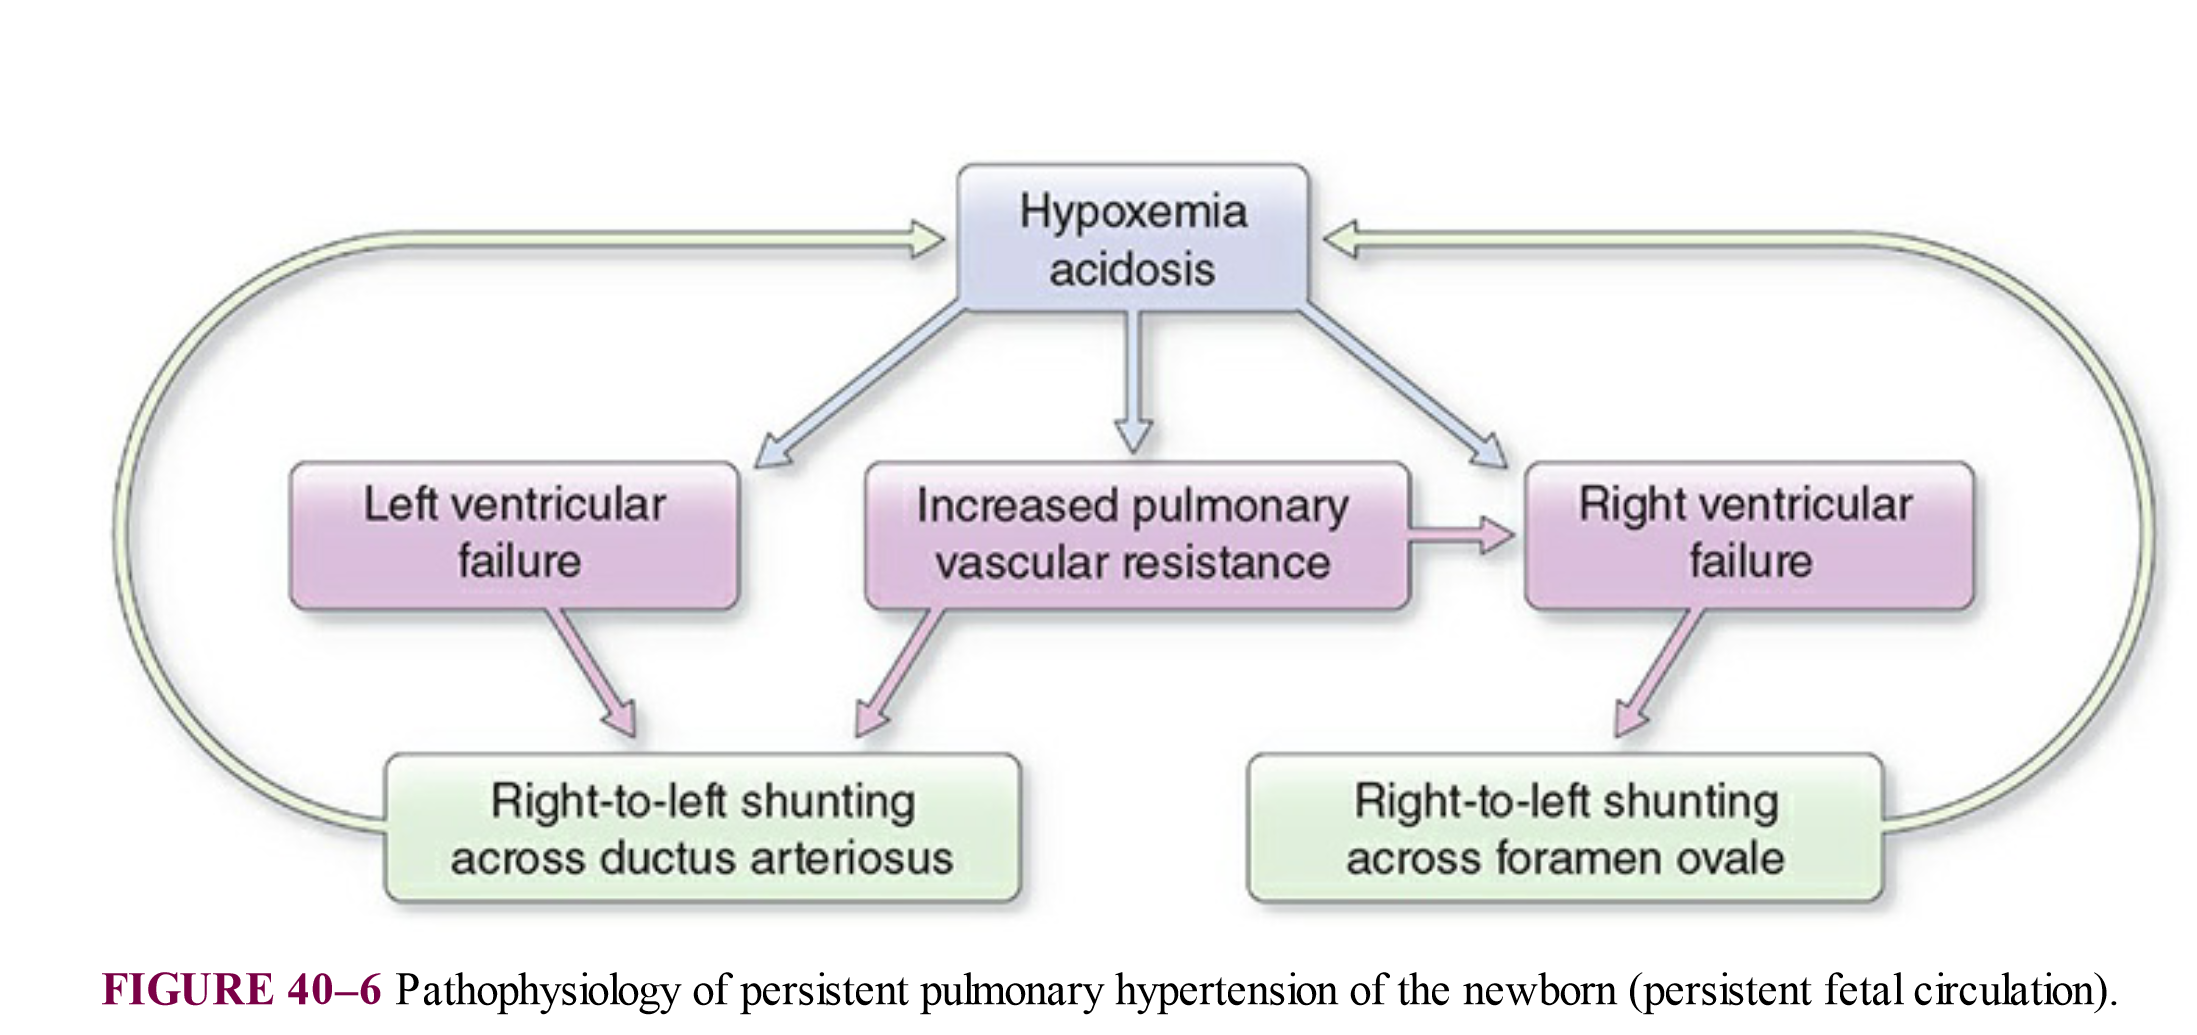 Hypoxemia
acidosis
Left ventricular
failure
Increased pulmonary
vascular resistance
Right ventricular
failure
Right-to-left shunting
across ductus arteriosus
Right-to-left shunting
across foramen ovale
FIGURE 40–6 Pathophysiology of persistent pulmonary hypertension of the newborn (persistent fetal circulation).